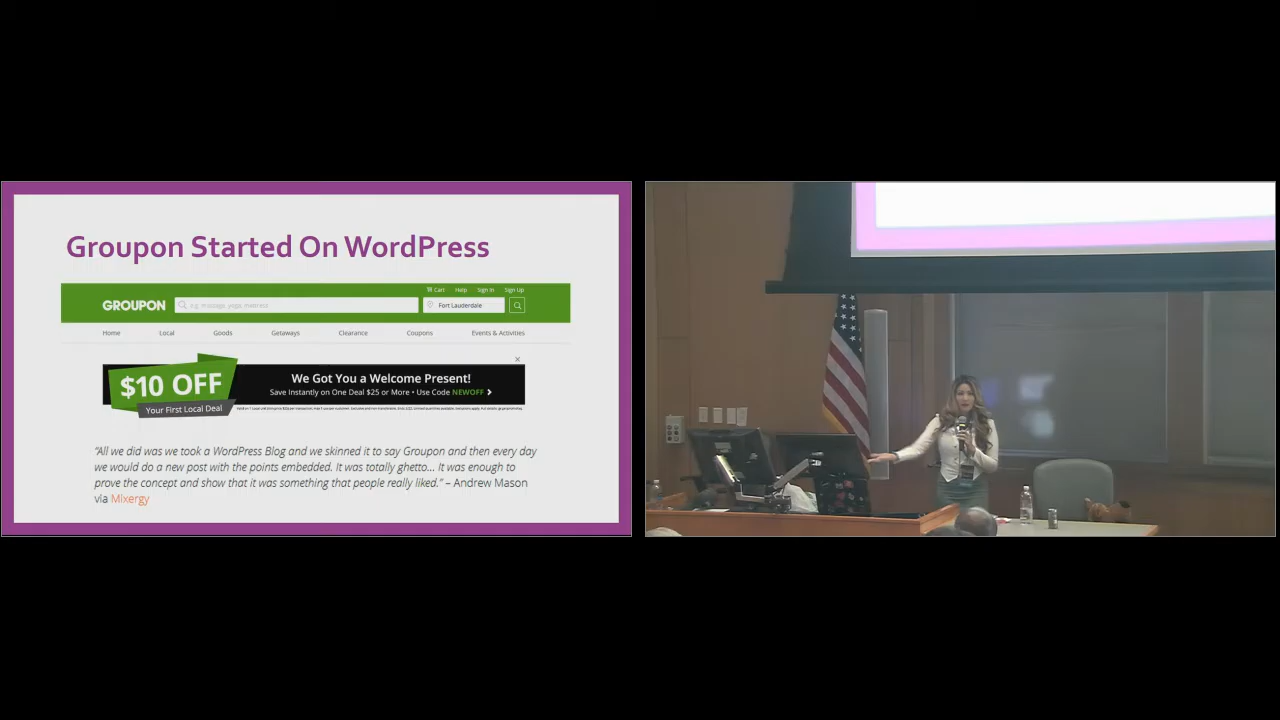 Groupon Started On WordPress
Cart Help Sign In Sign Up
GROUPON e.g. massage, yoga, mattress Fort Lauderdale
Home Local Goods Getaways Clearance Coupons Events & Activities
$10 OFF
Your First Local Deal
We Got You a Welcome Present!
Save Instantly on One Deal $25 or More • Use Code NEWOFF
“All we did was we took a WordPress Blog and we skinned it to say Groupon and then every day
we would do a new post with the points embedded. It was totally ghetto... It was enough to
prove the concept and show that it was something that people really liked.” – Andrew Mason
via Mixergy